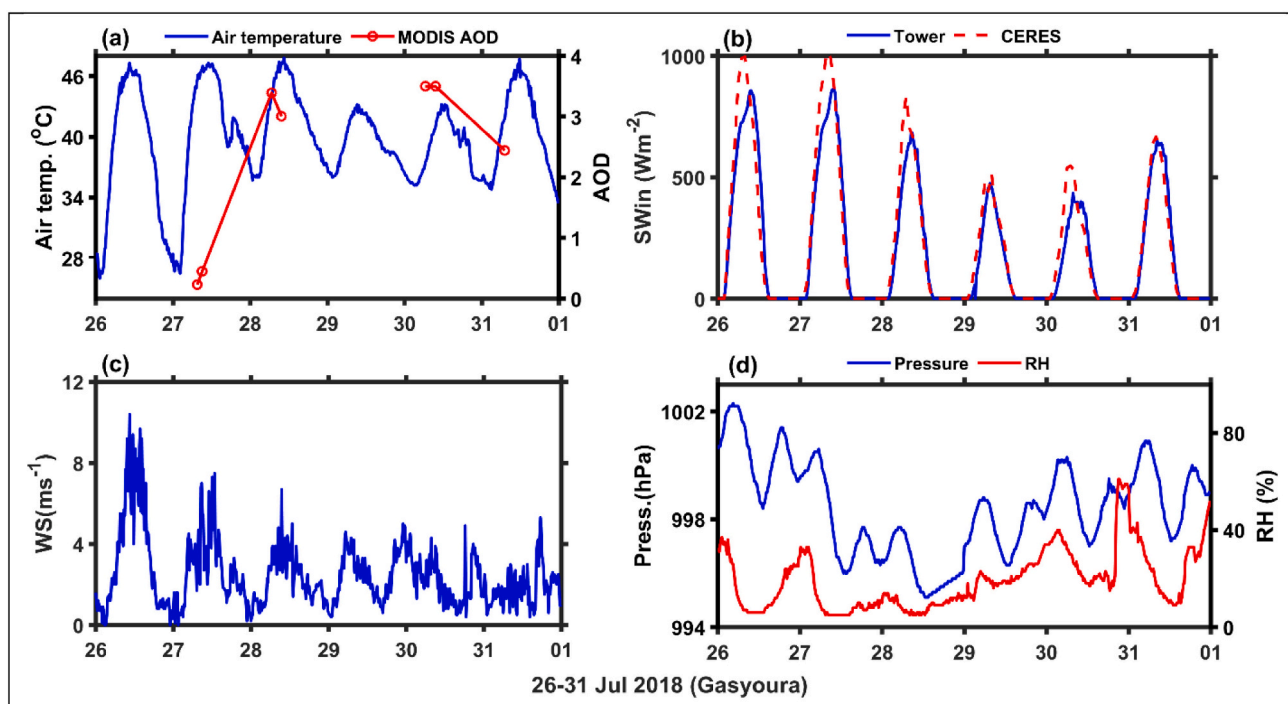 (a) Air temperature MODIS AOD
46
40
34
28
Air temp. (°C)
4
3
2
1
0
AOD
26 27 28 29 30 31 01
(b) Tower CERES
1000
500
0
SWin (Wm-2)
26 27 28 29 30 31 01
(c)
12
8
4
0
WS(ms-1)
26 27 28 29 30 31 01
(d) Pressure RH
1002
998
994
Press.(hPa)
80
40
0
RH (%)
26 27 28 29 30 31 01
26-31 Jul 2018 (Gasyoura)